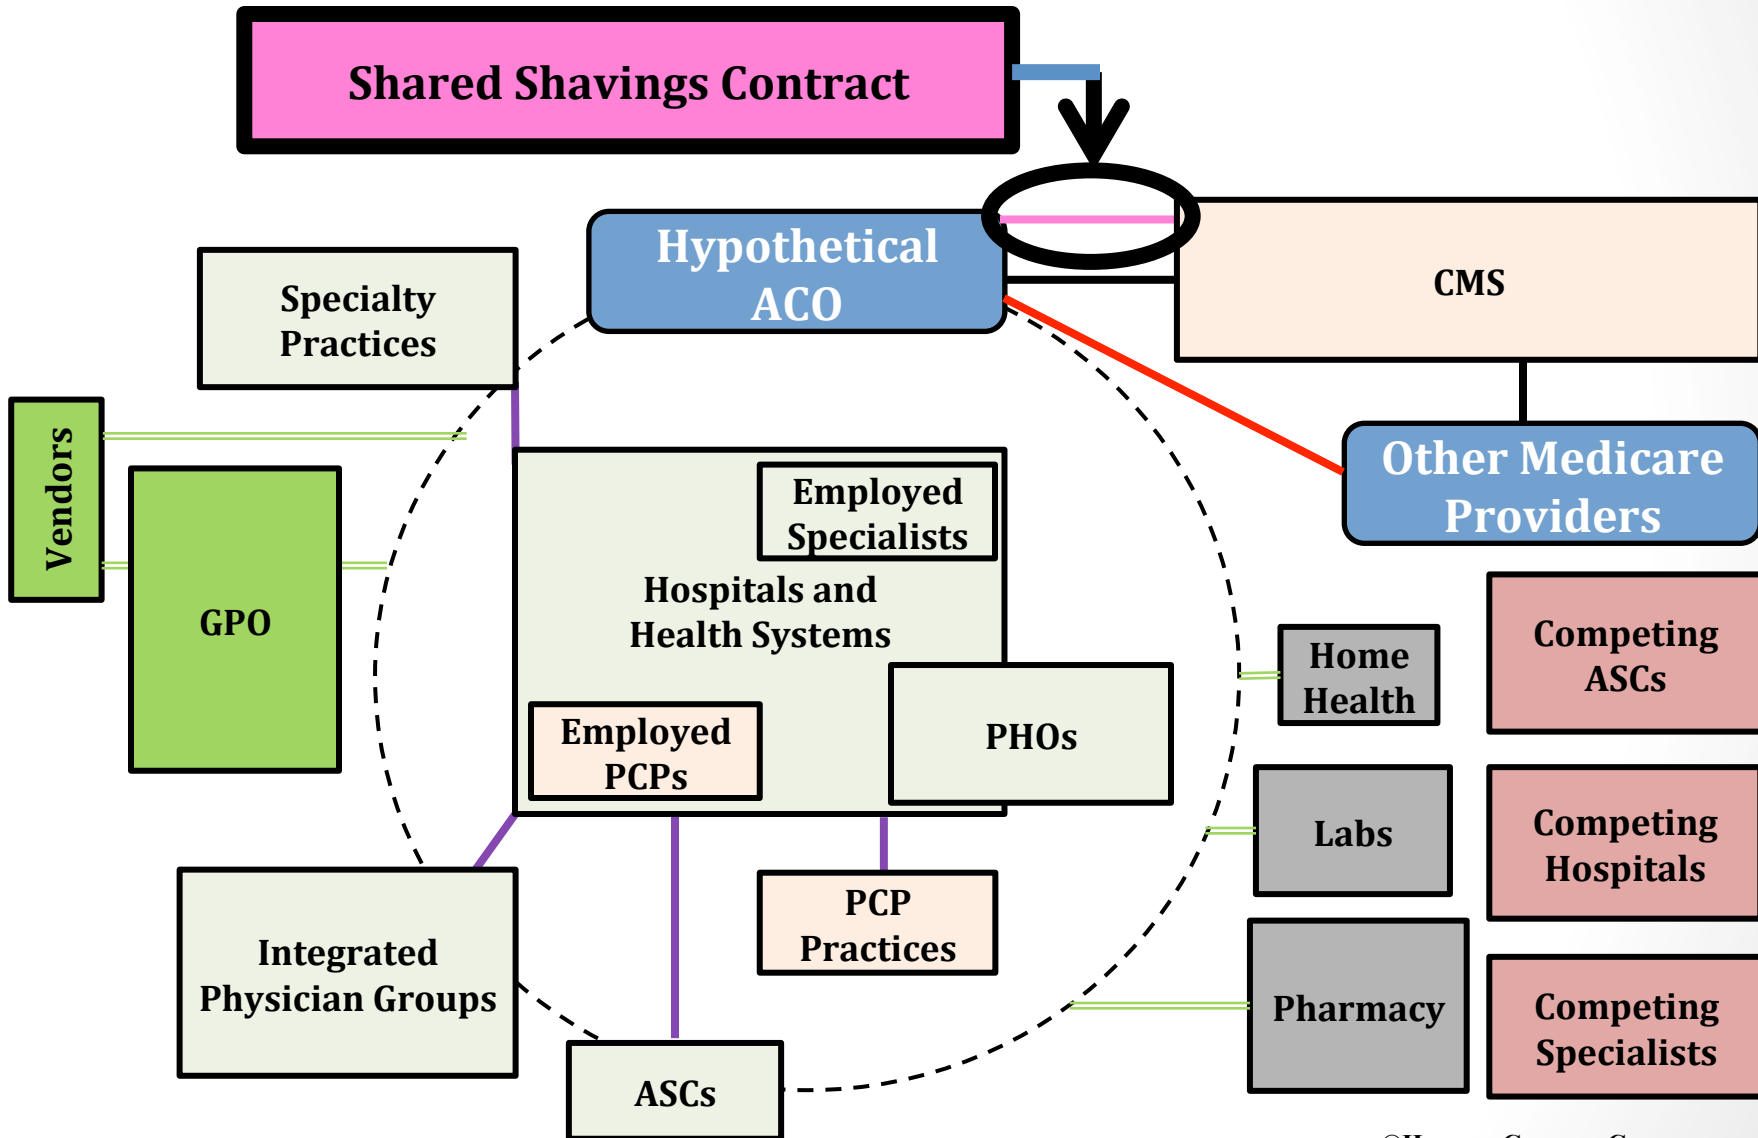 Shared Shavings Contract
Hypothetical
ACO
CMS
Specialty
Practices
Vendors
GPO
Other Medicare
Providers
Employed
Specialists
Hospitals and
Health Systems
Employed
PCPs
PHOs
Home
Health
Competing
ASCs
Labs
Competing
Hospitals
Integrated
Physician Groups
PCP
Practices
Pharmacy
Competing
Specialists
ASCs